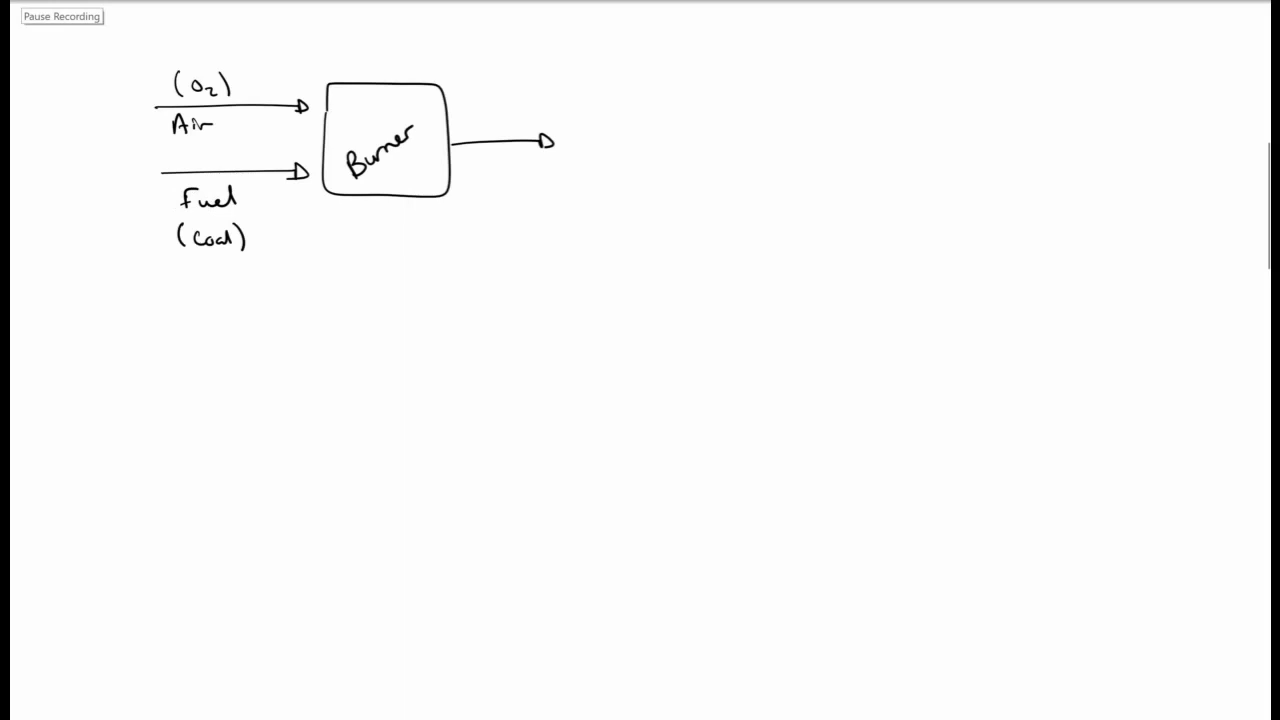 Pause Recording
(O₂)
Air
Burner
Fuel
(Coal)